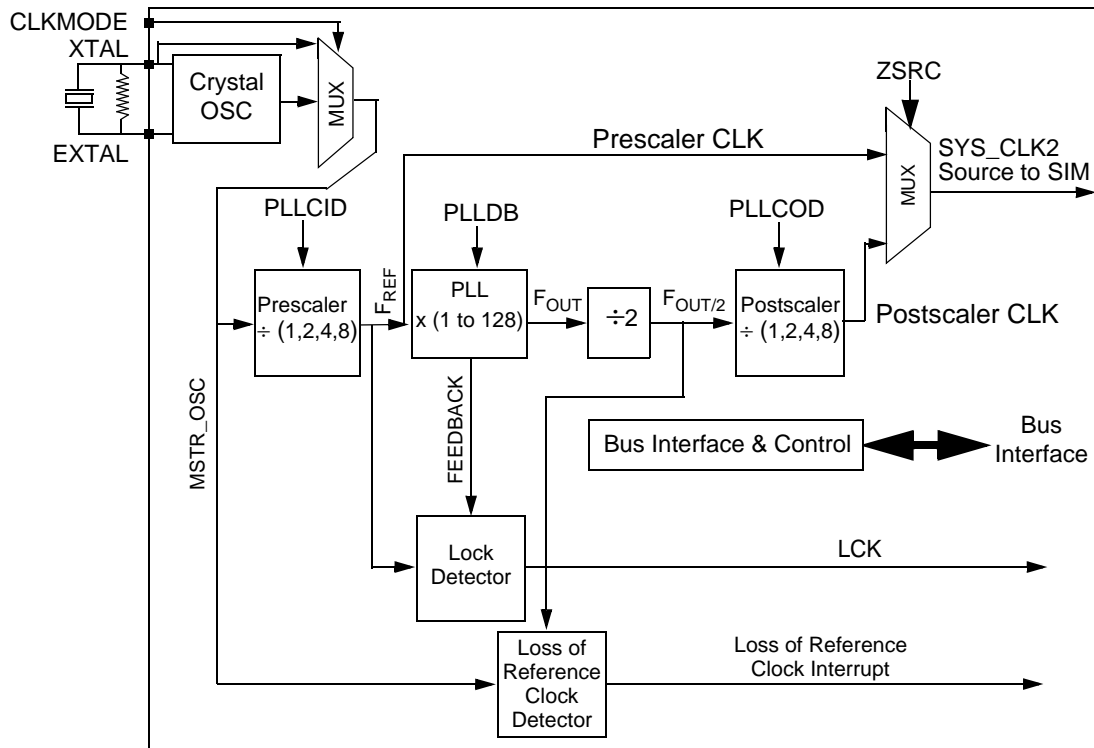 CLKMODE
XTAL
Crystal
OSC
EXTAL
MUX
ZSRC
Prescaler CLK
MUX
SYS_CLK2
Source to SIM
PLLCID
PLLDB
PLLCOD
Prescaler
÷ (1,2,4,8)
FREF
PLL
x (1 to 128)
FOUT
÷2
FOUT/2
Postscaler
÷ (1,2,4,8)
Postscaler CLK
MSTR_OSC
FEEDBACK
Bus Interface & Control
Bus
Interface
Lock
Detector
LCK
Loss of
Reference
Clock
Detector
Loss of Reference
Clock Interrupt